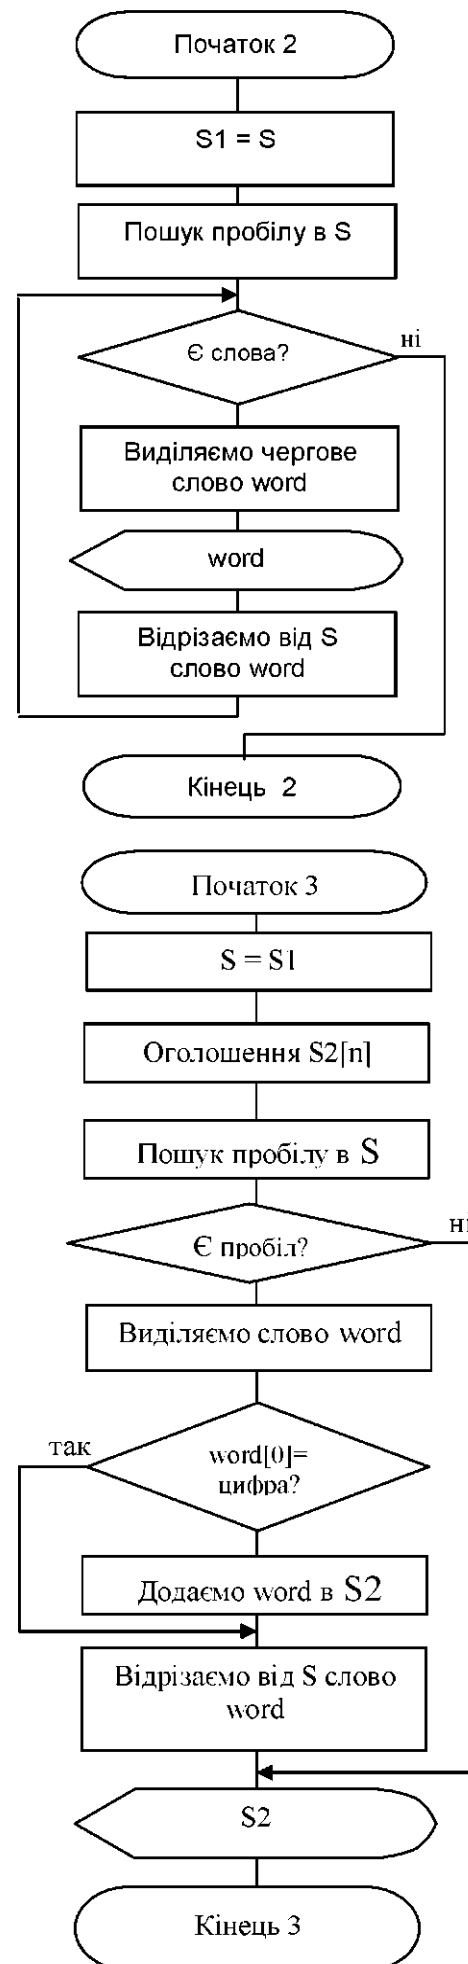 Початок 2
S1 = S
Пошук пробілу в S
Є слова?
ні
Виділяємо чергове
слово word
word
Відрізаємо від S
слово word
Кінець 2
Початок 3
S = S1
Оголошення S2[n]
Пошук пробілу в S
Є пробіл?
ні
Виділяємо слово word
так
word[0]=
цифра?
Додаємо word в S2
Відрізаємо від S слово
word
S2
Кінець 3